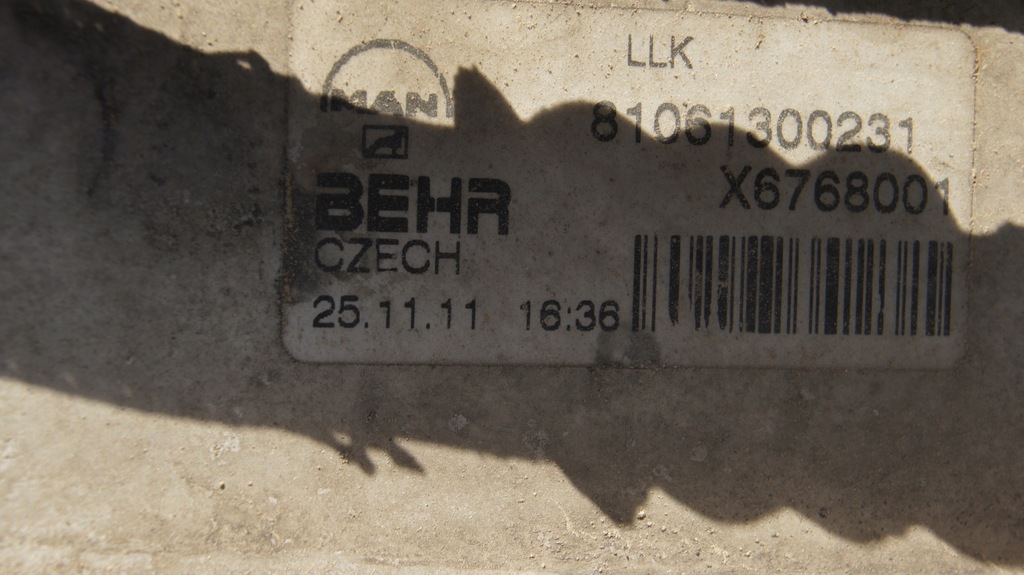 LLK
MAN
81061300231
BEHR
X6768001
CZECH
25.11.11 16:36